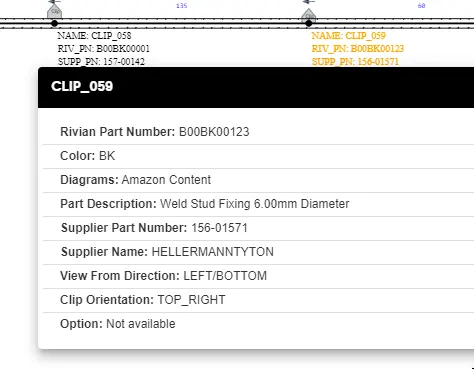 135
60
NAME: CLIP_058
RIV_PN: B00BK00001
SUPP_PN: 157-00142
NAME: CLIP_059
RIV_PN: B00BK00123
SUPP_PN: 156-01571
CLIP_059
Rivian Part Number: B00BK00123
Color: BK
Diagrams: Amazon Content
Part Description: Weld Stud Fixing 6.00mm Diameter
Supplier Part Number: 156-01571
Supplier Name: HELLERMANNTYTON
View From Direction: LEFT/BOTTOM
Clip Orientation: TOP_RIGHT
Option: Not available